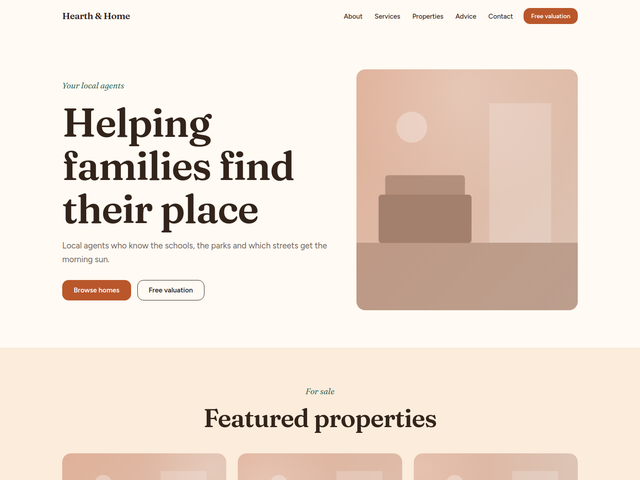 Hearth & Home
About Services Properties Advice Contact Free valuation
Your local agents
Helping
families find
their place
Local agents who know the schools, the parks and which streets get the
morning sun.
Browse homes Free valuation
For sale
Featured properties